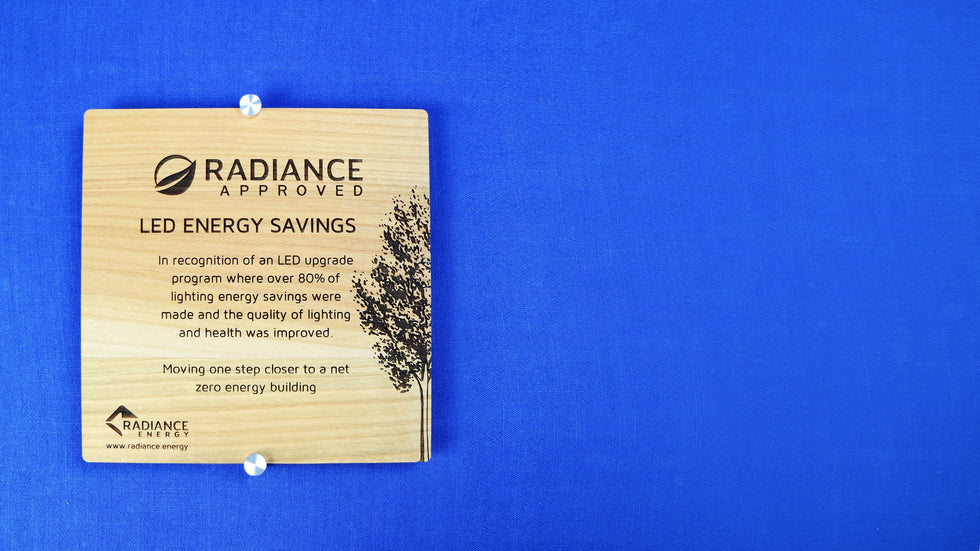 RADIANCE
APPROVED
LED ENERGY SAVINGS
In recognition of an LED upgrade
program where over 80% of
lighting energy savings were
made and the quality of lighting
and health was improved.
Moving one step closer to a net
zero energy building
RADIANCE
ENERGY
www.radiance.energy